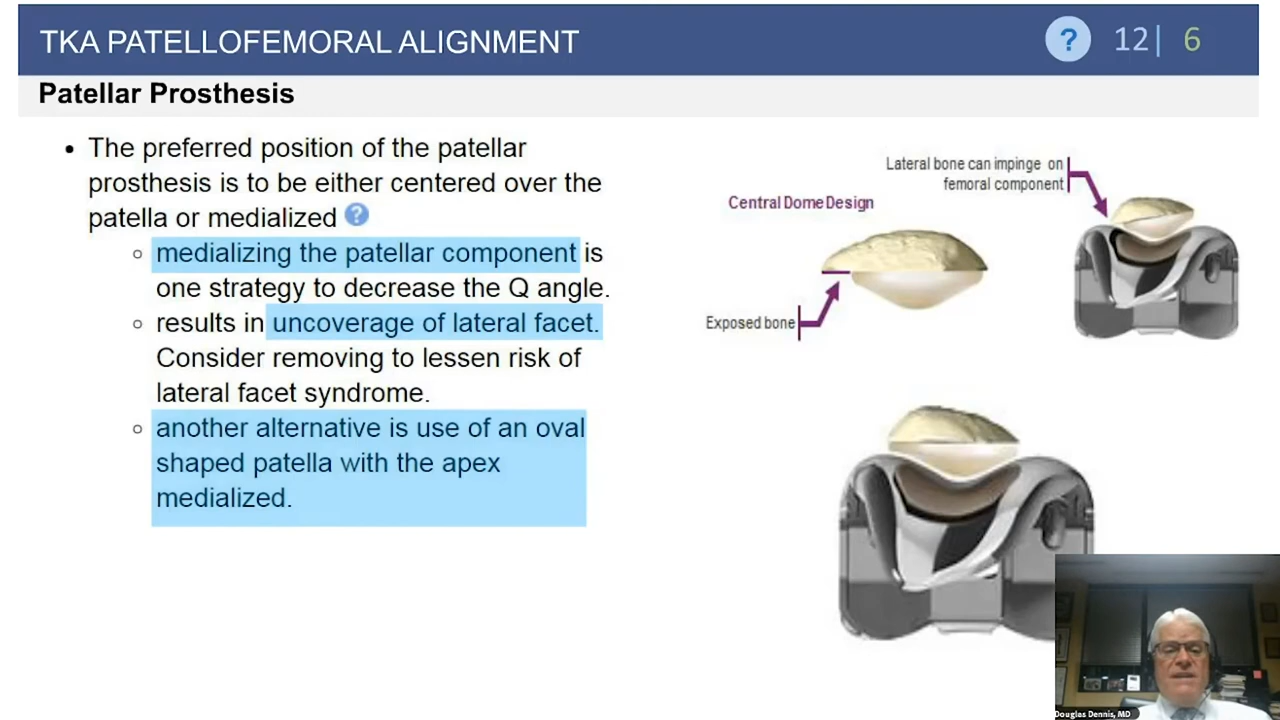 TKA PATELLOFEMORAL ALIGNMENT
? 12| 6
Patellar Prosthesis
• The preferred position of the patellar
prosthesis is to be either centered over the
patella or medialized ?
○ medializing the patellar component is
one strategy to decrease the Q angle.
○ results in uncoverage of lateral facet.
Consider removing to lessen risk of
lateral facet syndrome.
○ another alternative is use of an oval
shaped patella with the apex
medialized.
Lateral bone can impinge on
femoral component
Central Dome Design
Exposed bone
Douglas Dennis, MD